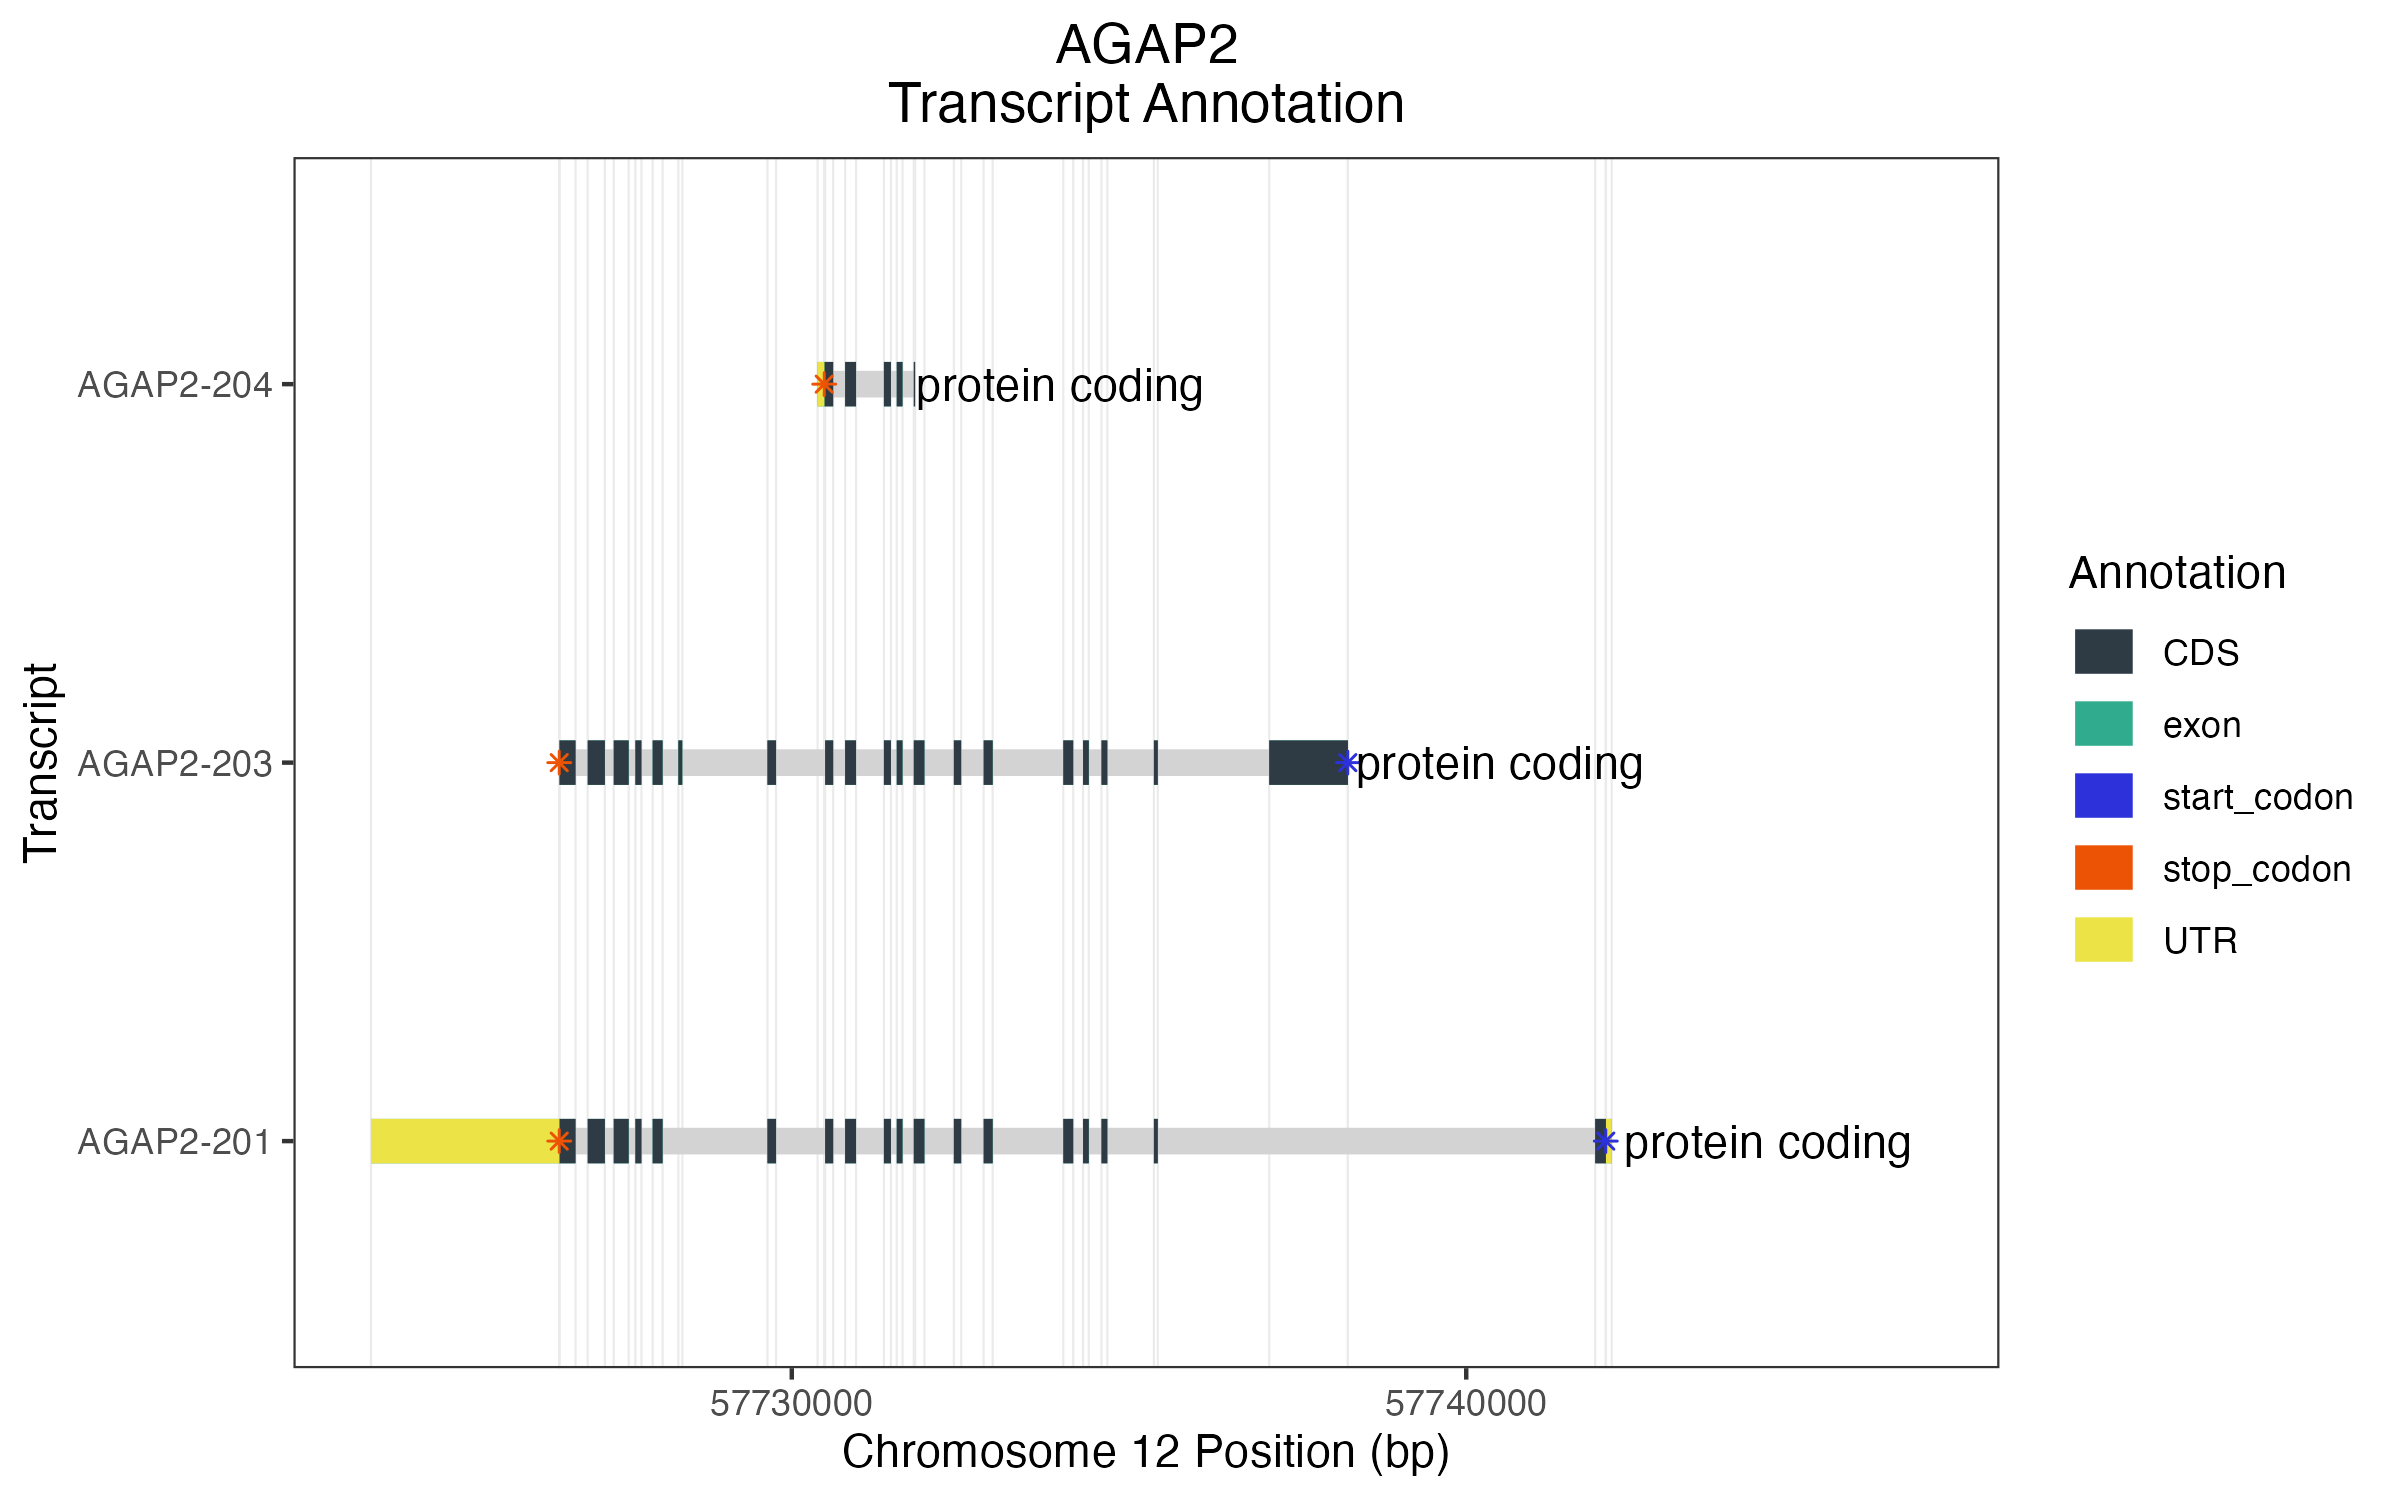 AGAP2
Transcript Annotation
Transcript
AGAP2-204
protein coding
AGAP2-203
protein coding
AGAP2-201
protein coding
57730000
57740000
Chromosome 12 Position (bp)
Annotation
CDS
exon
start_codon
stop_codon
UTR